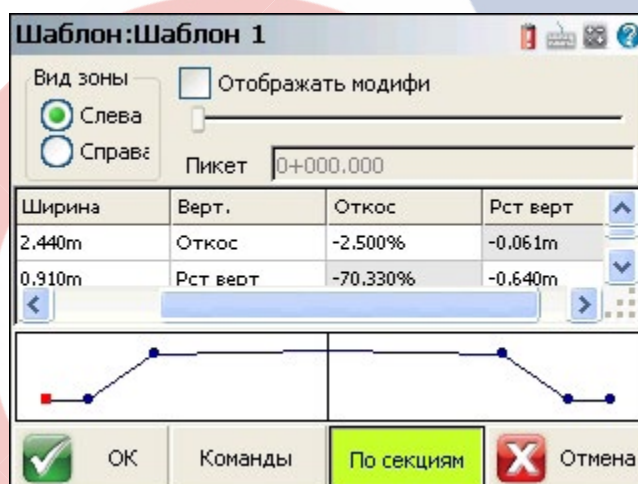 Шаблон:Шаблон 1
Вид зоны
Отображать модифи
Слева
Справа
Пикет 0+000.000
Ширина Верт. Откос Рст верт
2.440m Откос -2.500% -0.061m
0.910m Рст верт -70.330% -0.640m
OK Команды По секциям Отмена